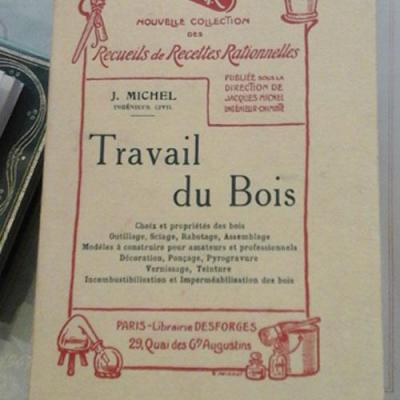 NOUVELLE COLLECTION
DES
Recueils de Recettes Rationnelles
PUBLIÉE SOUS LA
DIRECTION DE
JACQUES MICHEL
INGÉNIEUR-CHIMISTE
J. MICHEL
INGÉNIEUR CIVIL
Travail
du Bois
Choix et propriétés des bois
Outillage, Sciage, Rabotage, Assemblage
Modèles à construire pour amateurs et professionnels
Décoration, Ponçage, Pyrogravure
Vernissage, Teinture
Incombustibilisation et Imperméabilisation des bois
PARIS-Librairie DESFORGES
29, Quai des Gds Augustins